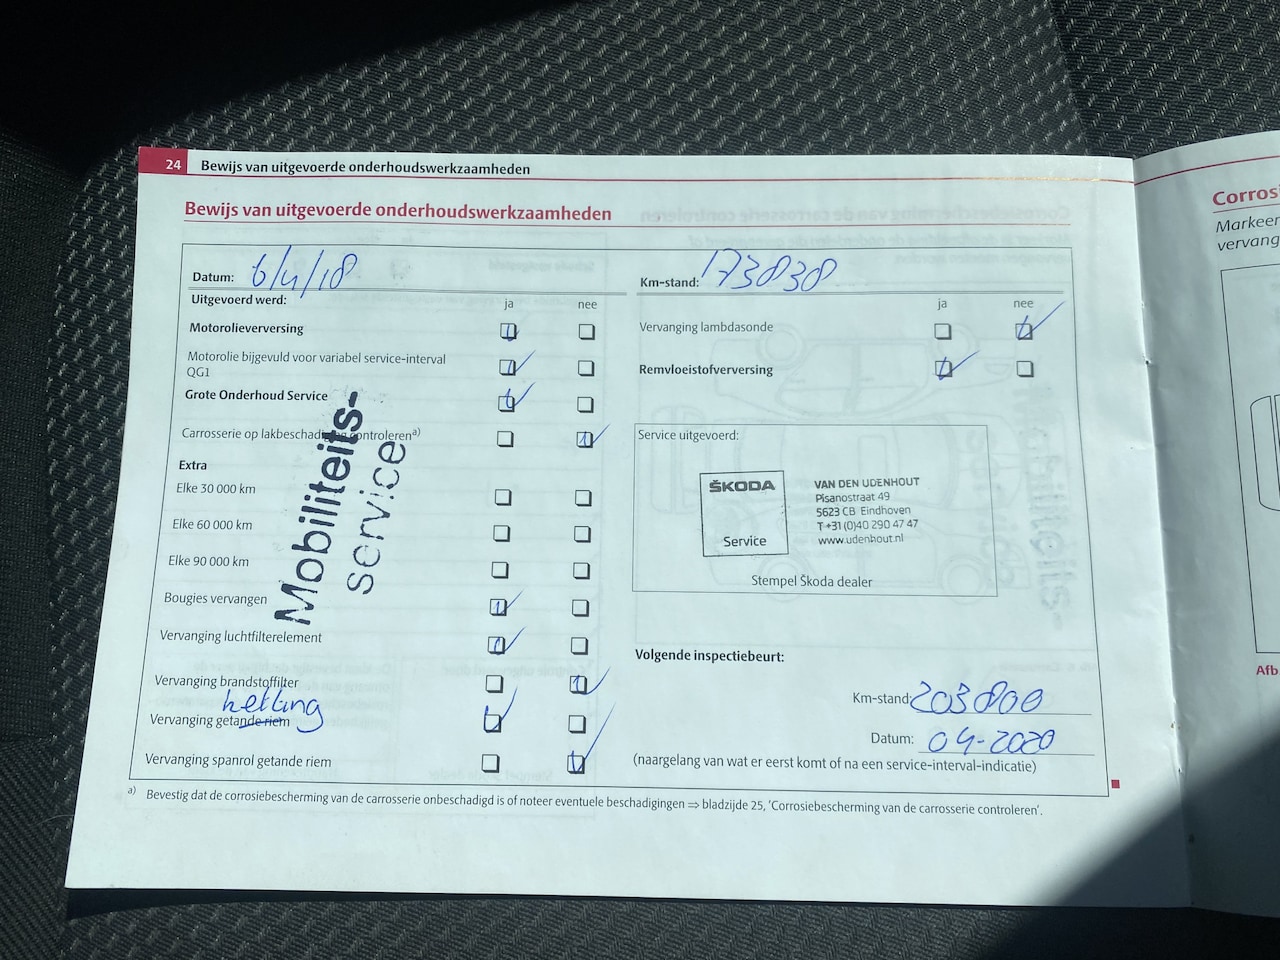 24 Bewijs van uitgevoerde onderhoudswerkzaamheden
Bewijs van uitgevoerde onderhoudswerkzaamheden
Datum: 6/4/18
Uitgevoerd werd: ja nee
Motorolieverversing
Motorolie bijgevuld voor variabel service-interval
QG1
Grote Onderhoud Service
Carrosserie op lakbeschadiging controleren a)
Extra
Elke 30 000 km
Elke 60 000 km
Elke 90 000 km
Bougies vervangen
Vervanging luchtfilterelement
Vervanging brandstoffilter
ketting
Vervanging getande riem
Vervanging spanrol getande riem
Mobiliteits-
service
Km-stand: 173838
ja nee
Vervanging lambdasonde
Remvloeistofverversing
Service uitgevoerd:
ŠKODA
Service
VAN DEN UDENHOUT
Pisanostraat 49
5623 CB Eindhoven
T +31 (0)40 290 47 47
www.udenhout.nl
Stempel Škoda dealer
Volgende inspectiebeurt:
Km-stand: 203800
Datum: 04-2020
(naargelang van wat er eerst komt of na een service-interval-indicatie)
a) Bevestig dat de corrosiebescherming van de carrosserie onbeschadigd is of noteer eventuele beschadigingen ⇒ bladzijde 25, 'Corrosiebescherming van de carrosserie controleren'.
Corros
Markeer
vervang
Afb.